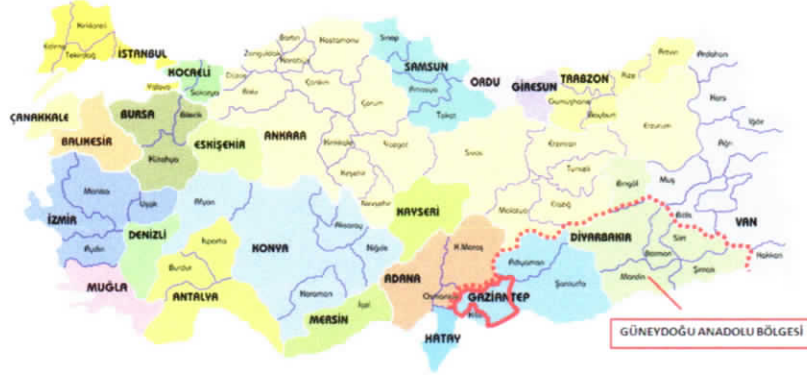 Kırklareli
Edirne
Tekirdağ
İSTANBUL
KOCAELİ
Yalova
Sakarya
Düzce
Bolu
Zonguldak
Bartın
Karabük
Kastamonu
Çankırı
Sinop
SAMSUN
Amasya
Tokat
Çorum
ORDU
GİRESUN
TRABZON
Gümüşhane
Bayburt
Rize
Artvin
Ardahan
Kars
Iğdır
Ağrı
Erzurum
Erzincan
Tunceli
ÇANAKKALE
BALIKESİR
BURSA
Bilecik
Kütahya
ESKİŞEHİR
ANKARA
Kırıkkale
Kırşehir
Yozgat
Sivas
Nevşehir
KAYSERİ
Malatya
Elazığ
Bingöl
Muş
Bitlis
VAN
Hakkari
İZMİR
Manisa
Uşak
Aydın
DENİZLİ
MUĞLA
Afyon
Isparta
Burdur
ANTALYA
KONYA
Aksaray
Niğde
Karaman
MERSİN
İçel
ADANA
K.Maraş
Osmaniye
HATAY
GAZİANTEP
Kilis
Adıyaman
Şanlıurfa
DİYARBAKIR
Batman
Siirt
Mardin
Şırnak
GÜNEYDOĞU ANADOLU BÖLGESİ